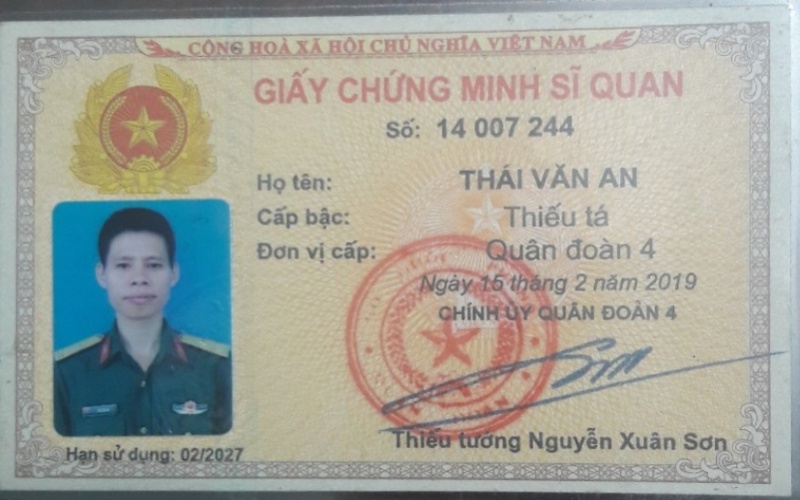 CỘNG HOÀ XÃ HỘI CHỦ NGHĨA VIỆT NAM
GIẤY CHỨNG MINH SĨ QUAN
Số: 14 007 244
Họ tên: THÁI VĂN AN
Cấp bậc: Thiếu tá
Đơn vị cấp: Quân đoàn 4
Ngày 15 tháng 2 năm 2019
CHÍNH ỦY QUÂN ĐOÀN 4
Thiếu tướng Nguyễn Xuân Sơn
Hạn sử dụng: 02/2027